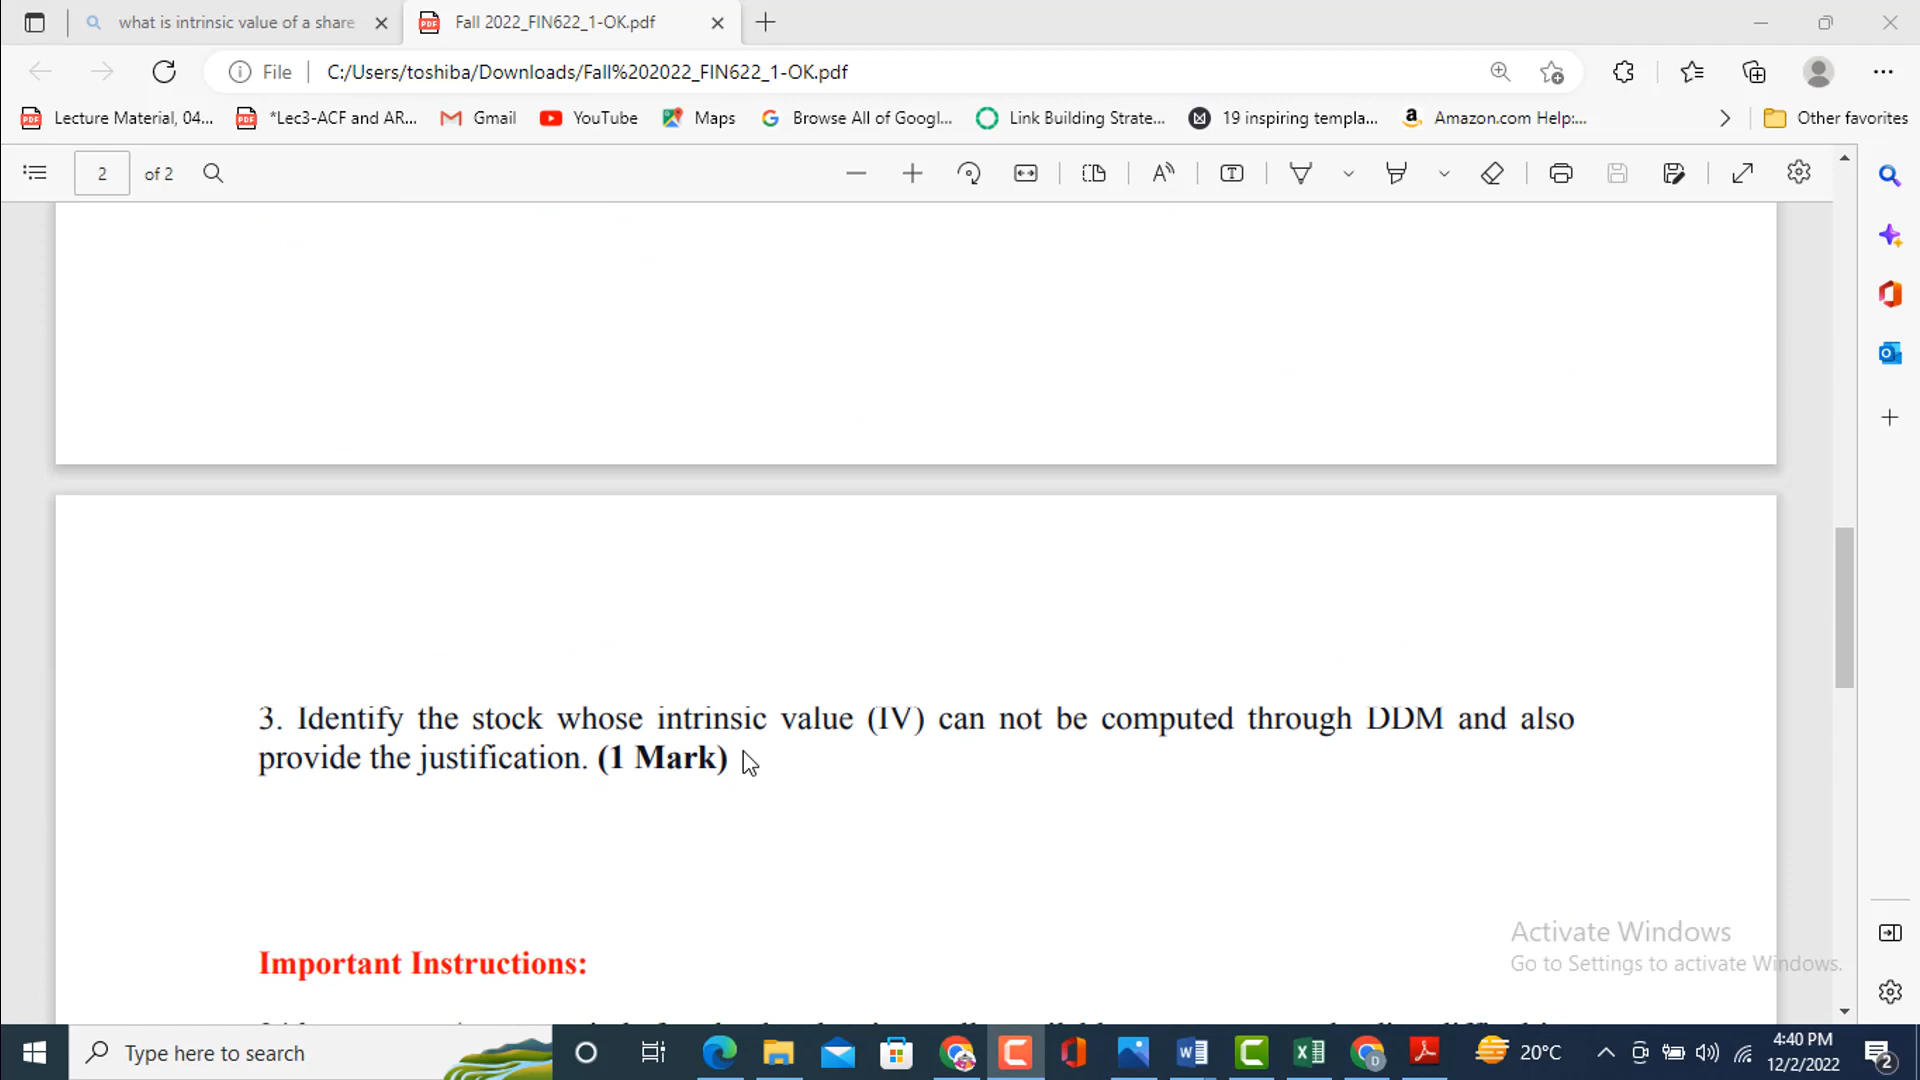 what is intrinsic value of a share
Fall 2022_FIN622_1-OK.pdf
File
C:/Users/toshiba/Downloads/Fall%202022_FIN622_1-OK.pdf
Lecture Material, 04...
*Lec3-ACF and AR...
Gmail
YouTube
Maps
Browse All of Googl...
Link Building Strate...
19 inspiring templa...
Amazon.com Help:...
Other favorites
2
of 2
3. Identify the stock whose intrinsic value (IV) can not be computed through DDM and also
provide the justification. (1 Mark)
Important Instructions:
Activate Windows
Go to Settings to activate Windows.
Type here to search
20°C
4:40 PM
12/2/2022
2